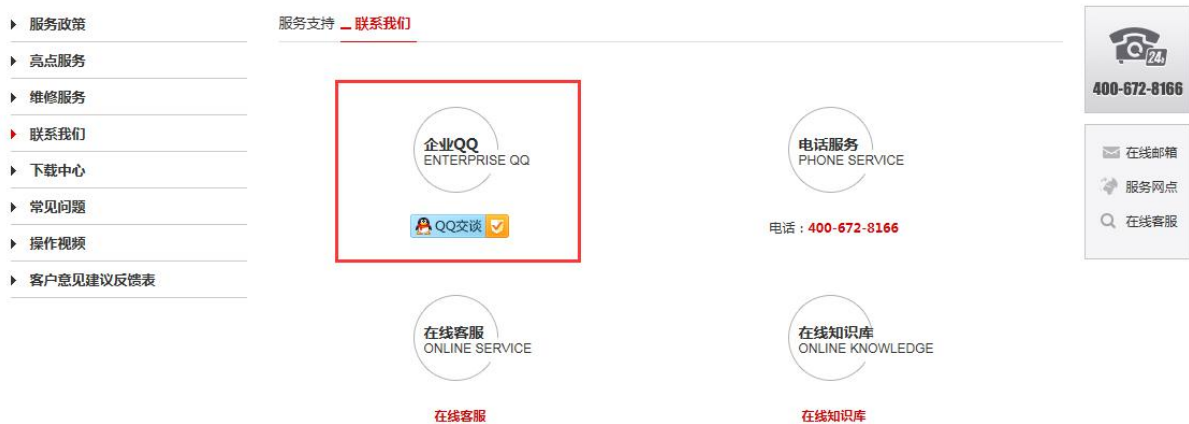 服务政策
亮点服务
维修服务
联系我们
下载中心
常见问题
操作视频
客户意见建议反馈表
服务支持
联系我们
企业QQ
ENTERPRISE QQ
QQ交谈
电话服务
PHONE SERVICE
电话：400-672-8166
在线客服
ONLINE SERVICE
在线客服
在线知识库
ONLINE KNOWLEDGE
在线知识库
24h
400-672-8166
在线邮箱
服务网点
在线客服